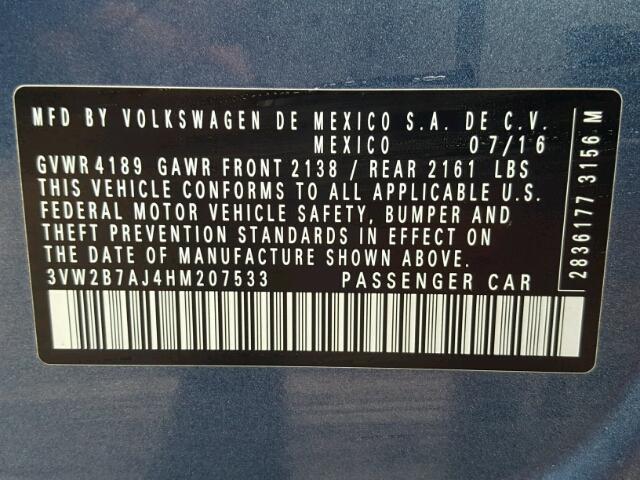 MFD BY VOLKSWAGEN DE MEXICO S.A. DE C.V.
MEXICO 07/16
GVWR 4189 GAWR FRONT 2138 / REAR 2161 LBS
THIS VEHICLE CONFORMS TO ALL APPLICABLE U.S.
FEDERAL MOTOR VEHICLE SAFETY, BUMPER AND
THEFT PREVENTION STANDARDS IN EFFECT ON
THE DATE OF MANUFACTURE SHOWN ABOVE.
3VW2B7AJ4HM207533 PASSENGER CAR
2836177 3156 M